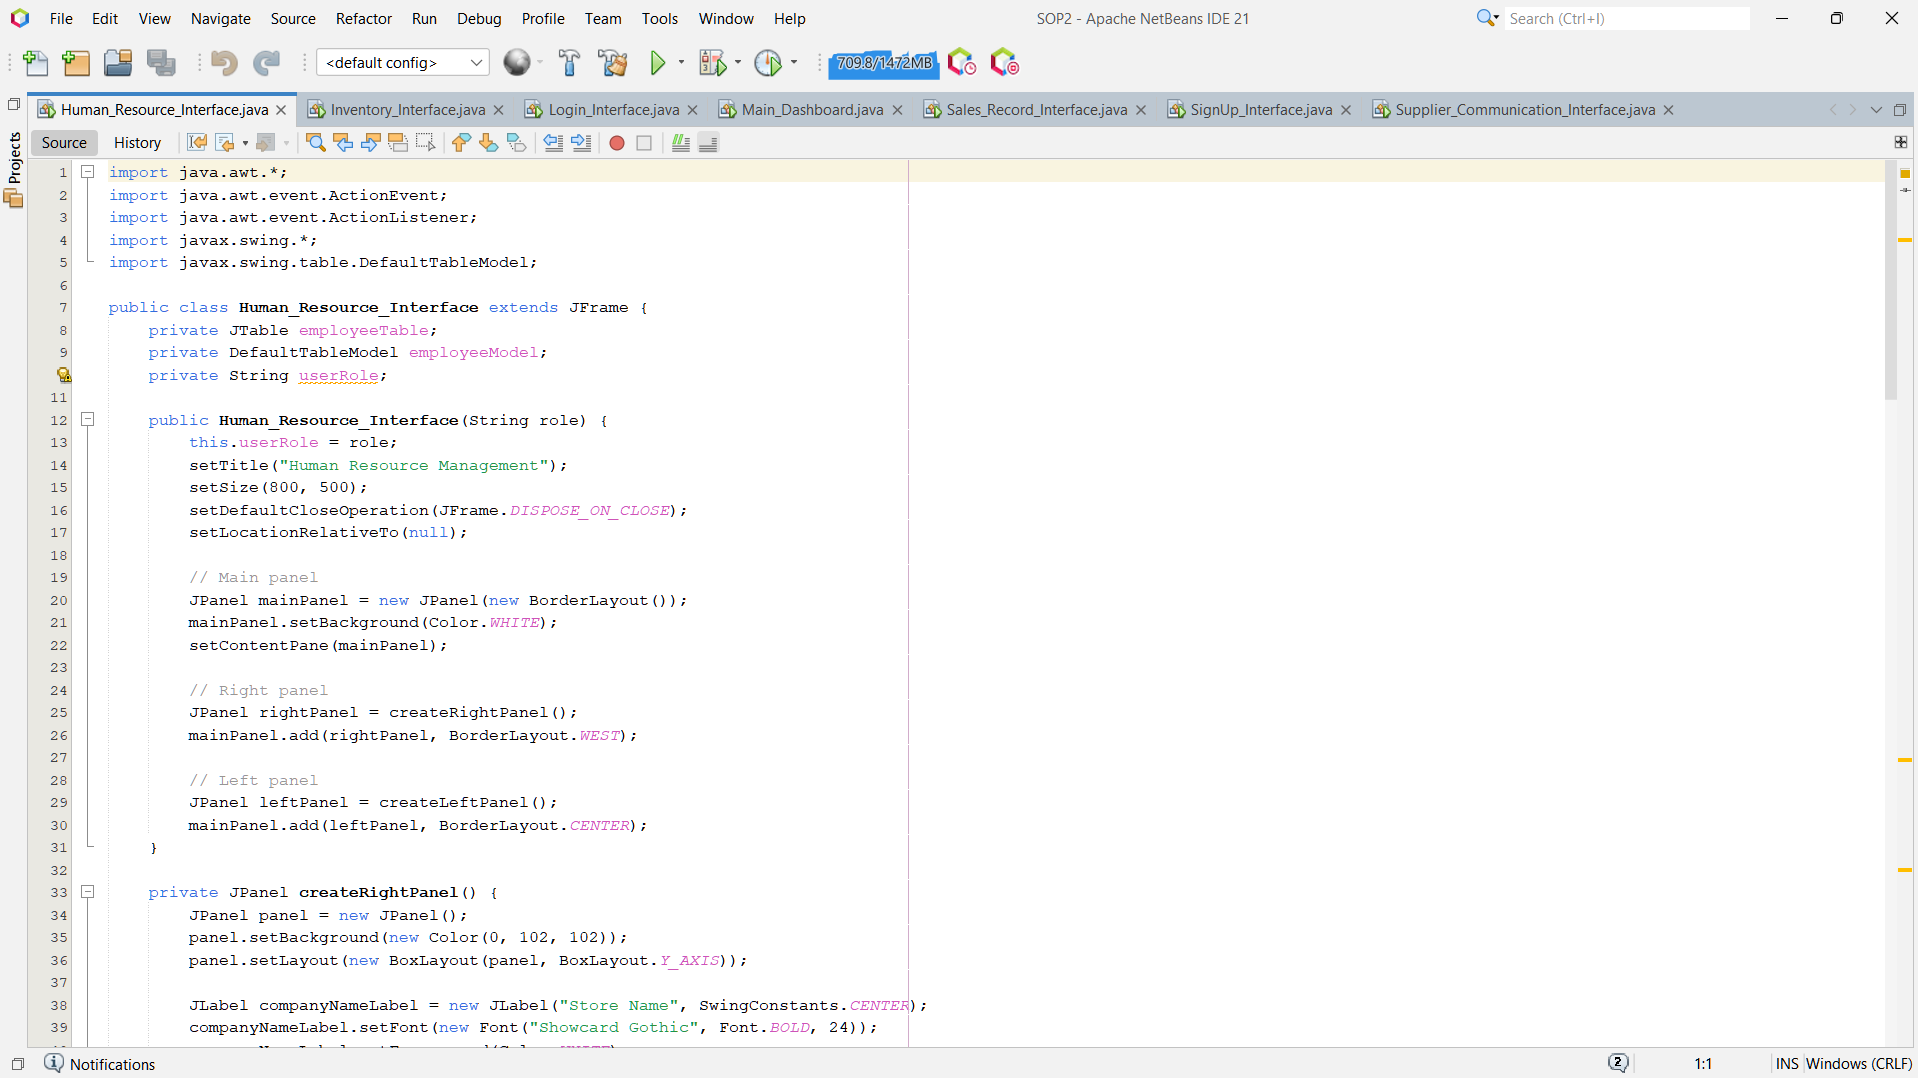 File Edit View Navigate Source Refactor Run Debug Profile Team Tools Window Help SOP2 - Apache NetBeans IDE 21 Search (Ctrl+I)
<default config> 709.8/1472MB
Human_Resource_Interface.java Inventory_Interface.java Login_Interface.java Main_Dashboard.java Sales_Record_Interface.java SignUp_Interface.java Supplier_Communication_Interface.java
Projects
Source History
1 import java.awt.*;
2 import java.awt.event.ActionEvent;
3 import java.awt.event.ActionListener;
4 import javax.swing.*;
5 import javax.swing.table.DefaultTableModel;
6
7 public class Human_Resource_Interface extends JFrame {
8 private JTable employeeTable;
9 private DefaultTableModel employeeModel;
private String userRole;
11
12 public Human_Resource_Interface(String role) {
13 this.userRole = role;
14 setTitle("Human Resource Management");
15 setSize(800, 500);
16 setDefaultCloseOperation(JFrame.DISPOSE_ON_CLOSE);
17 setLocationRelativeTo(null);
18
19 // Main panel
20 JPanel mainPanel = new JPanel(new BorderLayout());
21 mainPanel.setBackground(Color.WHITE);
22 setContentPane(mainPanel);
23
24 // Right panel
25 JPanel rightPanel = createRightPanel();
26 mainPanel.add(rightPanel, BorderLayout.WEST);
27
28 // Left panel
29 JPanel leftPanel = createLeftPanel();
30 mainPanel.add(leftPanel, BorderLayout.CENTER);
31 }
32
33 private JPanel createRightPanel() {
34 JPanel panel = new JPanel();
35 panel.setBackground(new Color(0, 102, 102));
36 panel.setLayout(new BoxLayout(panel, BoxLayout.Y_AXIS));
37
38 JLabel companyNameLabel = new JLabel("Store Name", SwingConstants.CENTER);
39 companyNameLabel.setFont(new Font("Showcard Gothic", Font.BOLD, 24));
Notifications 2 1:1 INS Windows (CRLF)